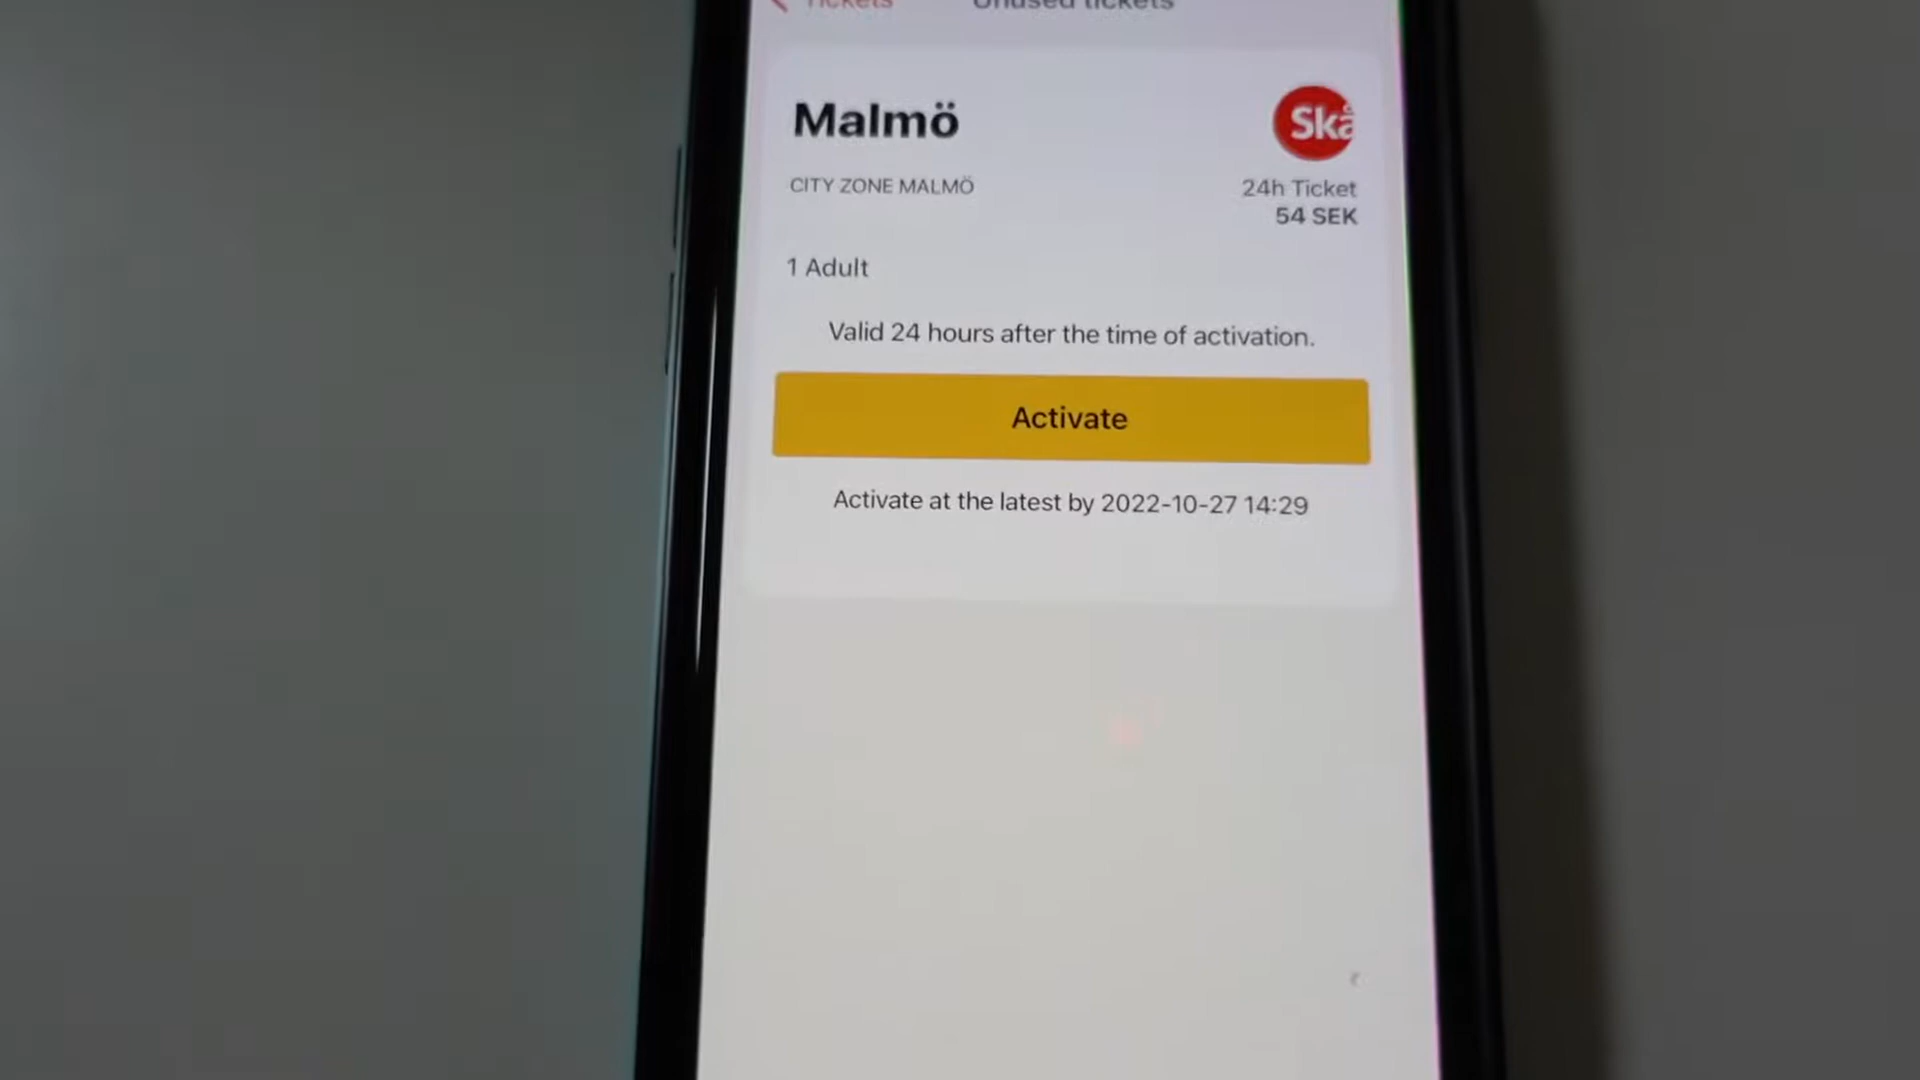 Tickets Unused tickets
Malmö
Skå
CITY ZONE MALMÖ
24h Ticket
54 SEK
1 Adult
Valid 24 hours after the time of activation.
Activate
Activate at the latest by 2022-10-27 14:29